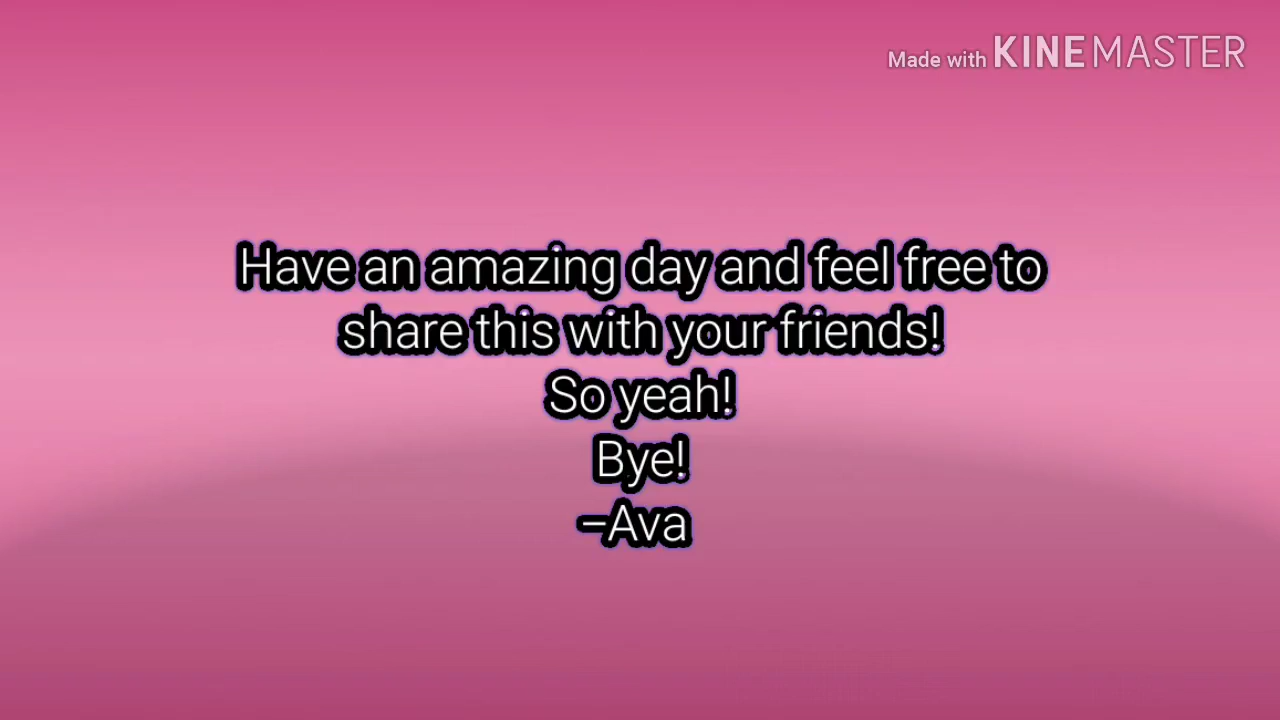 Made with KINEMASTER
Have an amazing day and feel free to
share this with your friends!
So yeah!
Bye!
–Ava